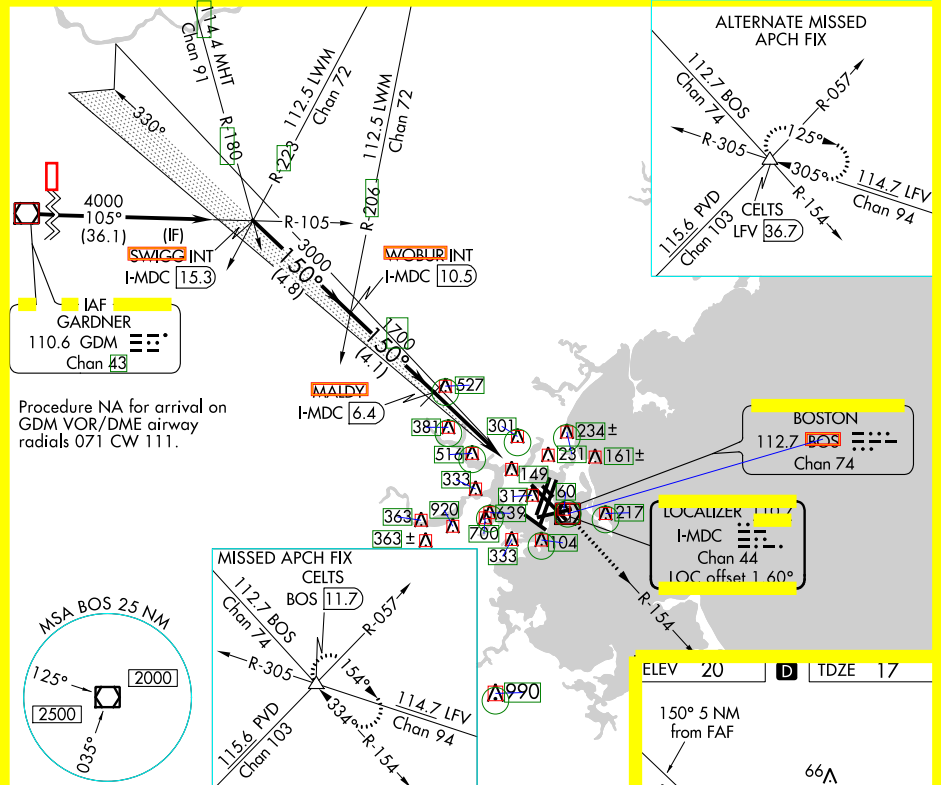 114.4 MHT
Chan 91
R-180
112.5 LWM
Chan 72
R-223
112.5 LWM
Chan 72
R-206
330°
4000
105°
(36.1)
(IF)
R-105
SWIGG INT
I-MDC 15.3
3000
150°
(4.8)
WOBUR INT
I-MDC 10.5
1700
150°
(4.1)
MALDY
I-MDC 6.4
IAF
GARDNER
110.6 GDM
Chan 43
Procedure NA for arrival on
GDM VOR/DME airway
radials 071 CW 111.
ALTERNATE MISSED
APCH FIX
112.7 BOS
Chan 74
R-057
R-305
125°
305°
114.7 LFV
Chan 94
R-154
115.6 PVD
Chan 103
CELTS
LFV 36.7
527
381
301
234 ±
516
231
161 ±
149
333
317
60
363
920
639
217
700
363 ±
333
104
990
BOSTON
112.7 BOS
Chan 74
LOCALIZER 110.7
I-MDC
Chan 44
LOC offset 1.60°
R-154
MISSED APCH FIX
CELTS
BOS 11.7
112.7 BOS
Chan 74
R-057
R-305
154°
334°
114.7 LFV
Chan 94
R-154
115.6 PVD
Chan 103
MSA BOS 25 NM
125°
2000
2500
035°
ELEV 20 D TDZE 17
150° 5 NM
from FAF
66